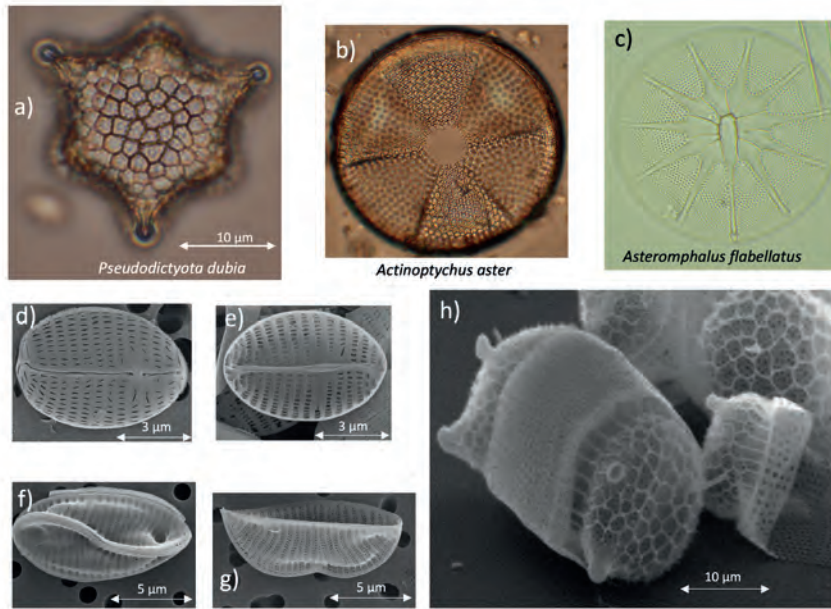 a)
10 µm
Pseudodictyota dubia
b)
Actinoptychus aster
c)
Asteromphalus flabellatus
d)
3 µm
e)
3 µm
f)
5 µm
g)
5 µm
h)
10 µm